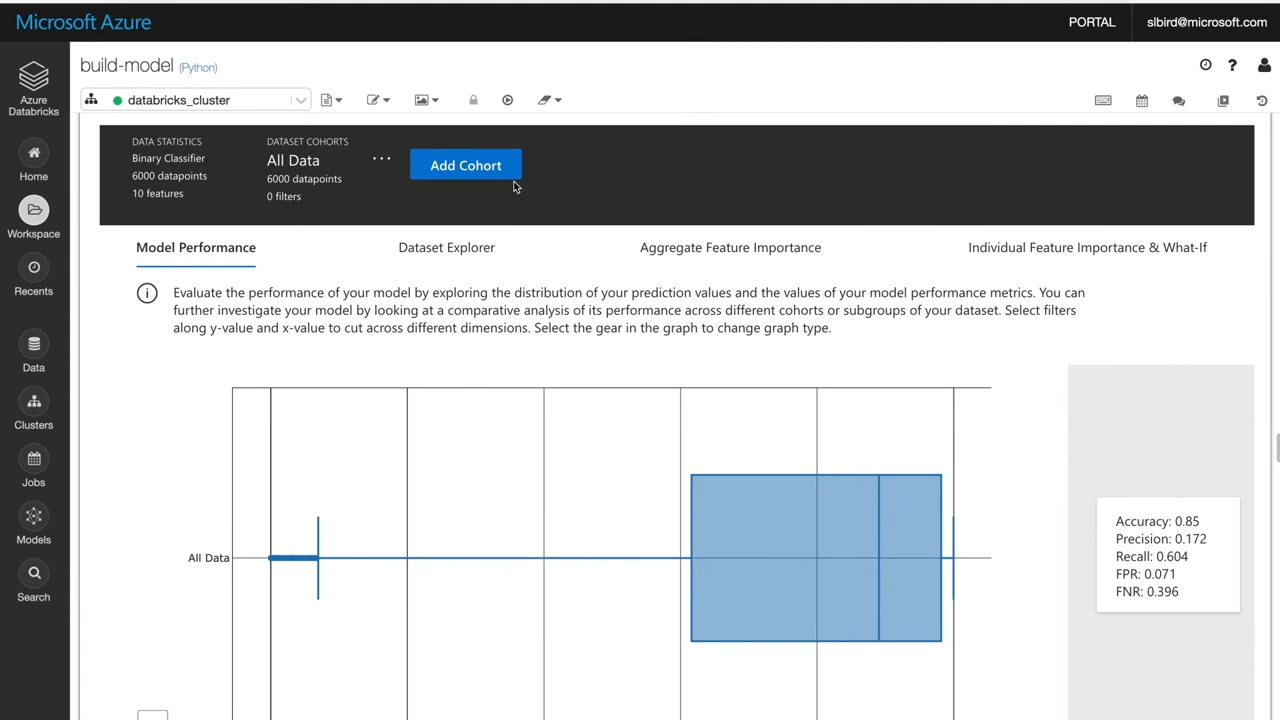 Microsoft Azure
PORTAL
slbird@microsoft.com
build-model (Python)
?
Azure
Databricks
databricks_cluster
Home
Workspace
Recents
Data
Clusters
Jobs
Models
Search
DATA STATISTICS
Binary Classifier
6000 datapoints
10 features
DATASET COHORTS
All Data
6000 datapoints
0 filters
...
Add Cohort
Model Performance
Dataset Explorer
Aggregate Feature Importance
Individual Feature Importance & What-If
i
Evaluate the performance of your model by exploring the distribution of your prediction values and the values of your model performance metrics. You can
further investigate your model by looking at a comparative analysis of its performance across different cohorts or subgroups of your dataset. Select filters
along y-value and x-value to cut across different dimensions. Select the gear in the graph to change graph type.
All Data
Accuracy: 0.85
Precision: 0.172
Recall: 0.604
FPR: 0.071
FNR: 0.396